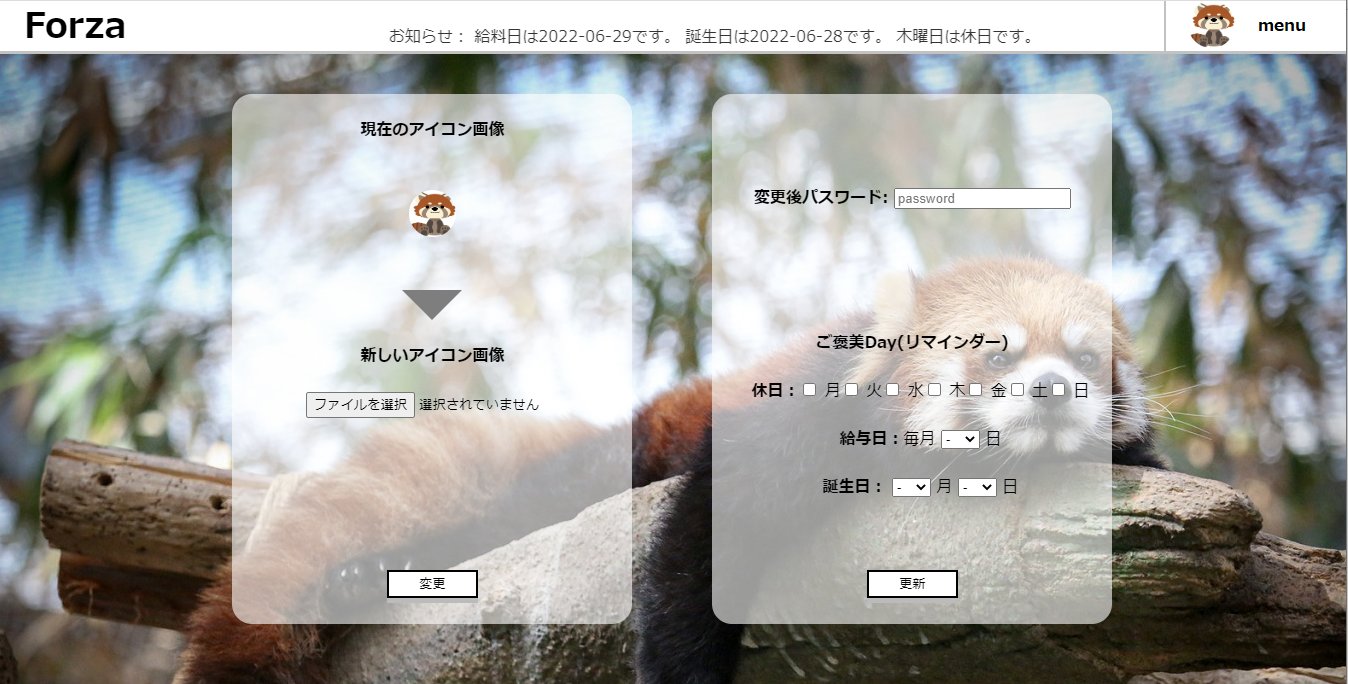 Forza
お知らせ： 給料日は2022-06-29です。 誕生日は2022-06-28です。 木曜日は休日です。
menu
現在のアイコン画像
新しいアイコン画像
ファイルを選択 選択されていません
変更
変更後パスワード: password
ご褒美Day(リマインダー)
休日： 月 火 水 木 金 土 日
給与日：毎月 - 日
誕生日： - 月 - 日
更新